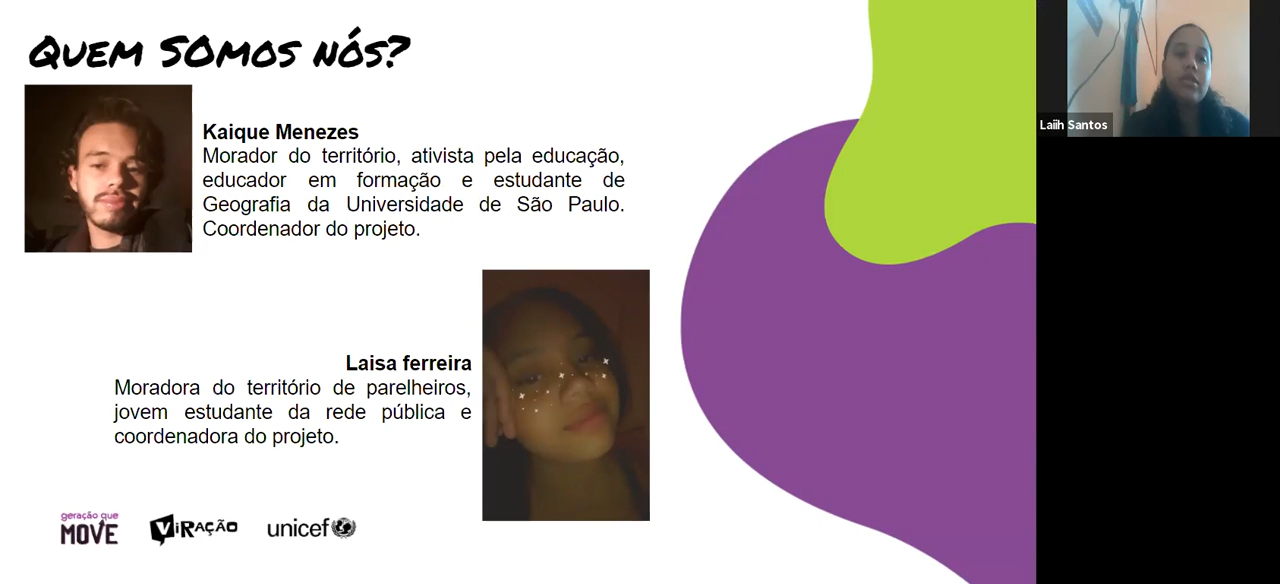 QUEM SOMOS NÓS?
Kaique Menezes
Morador do território, ativista pela educação,
educador em formação e estudante de
Geografia da Universidade de São Paulo.
Coordenador do projeto.
Laisa ferreira
Moradora do território de parelheiros,
jovem estudante da rede pública e
coordenadora do projeto.
geração que
MOVE
ViRAÇÃO
unicef
Laiih Santos